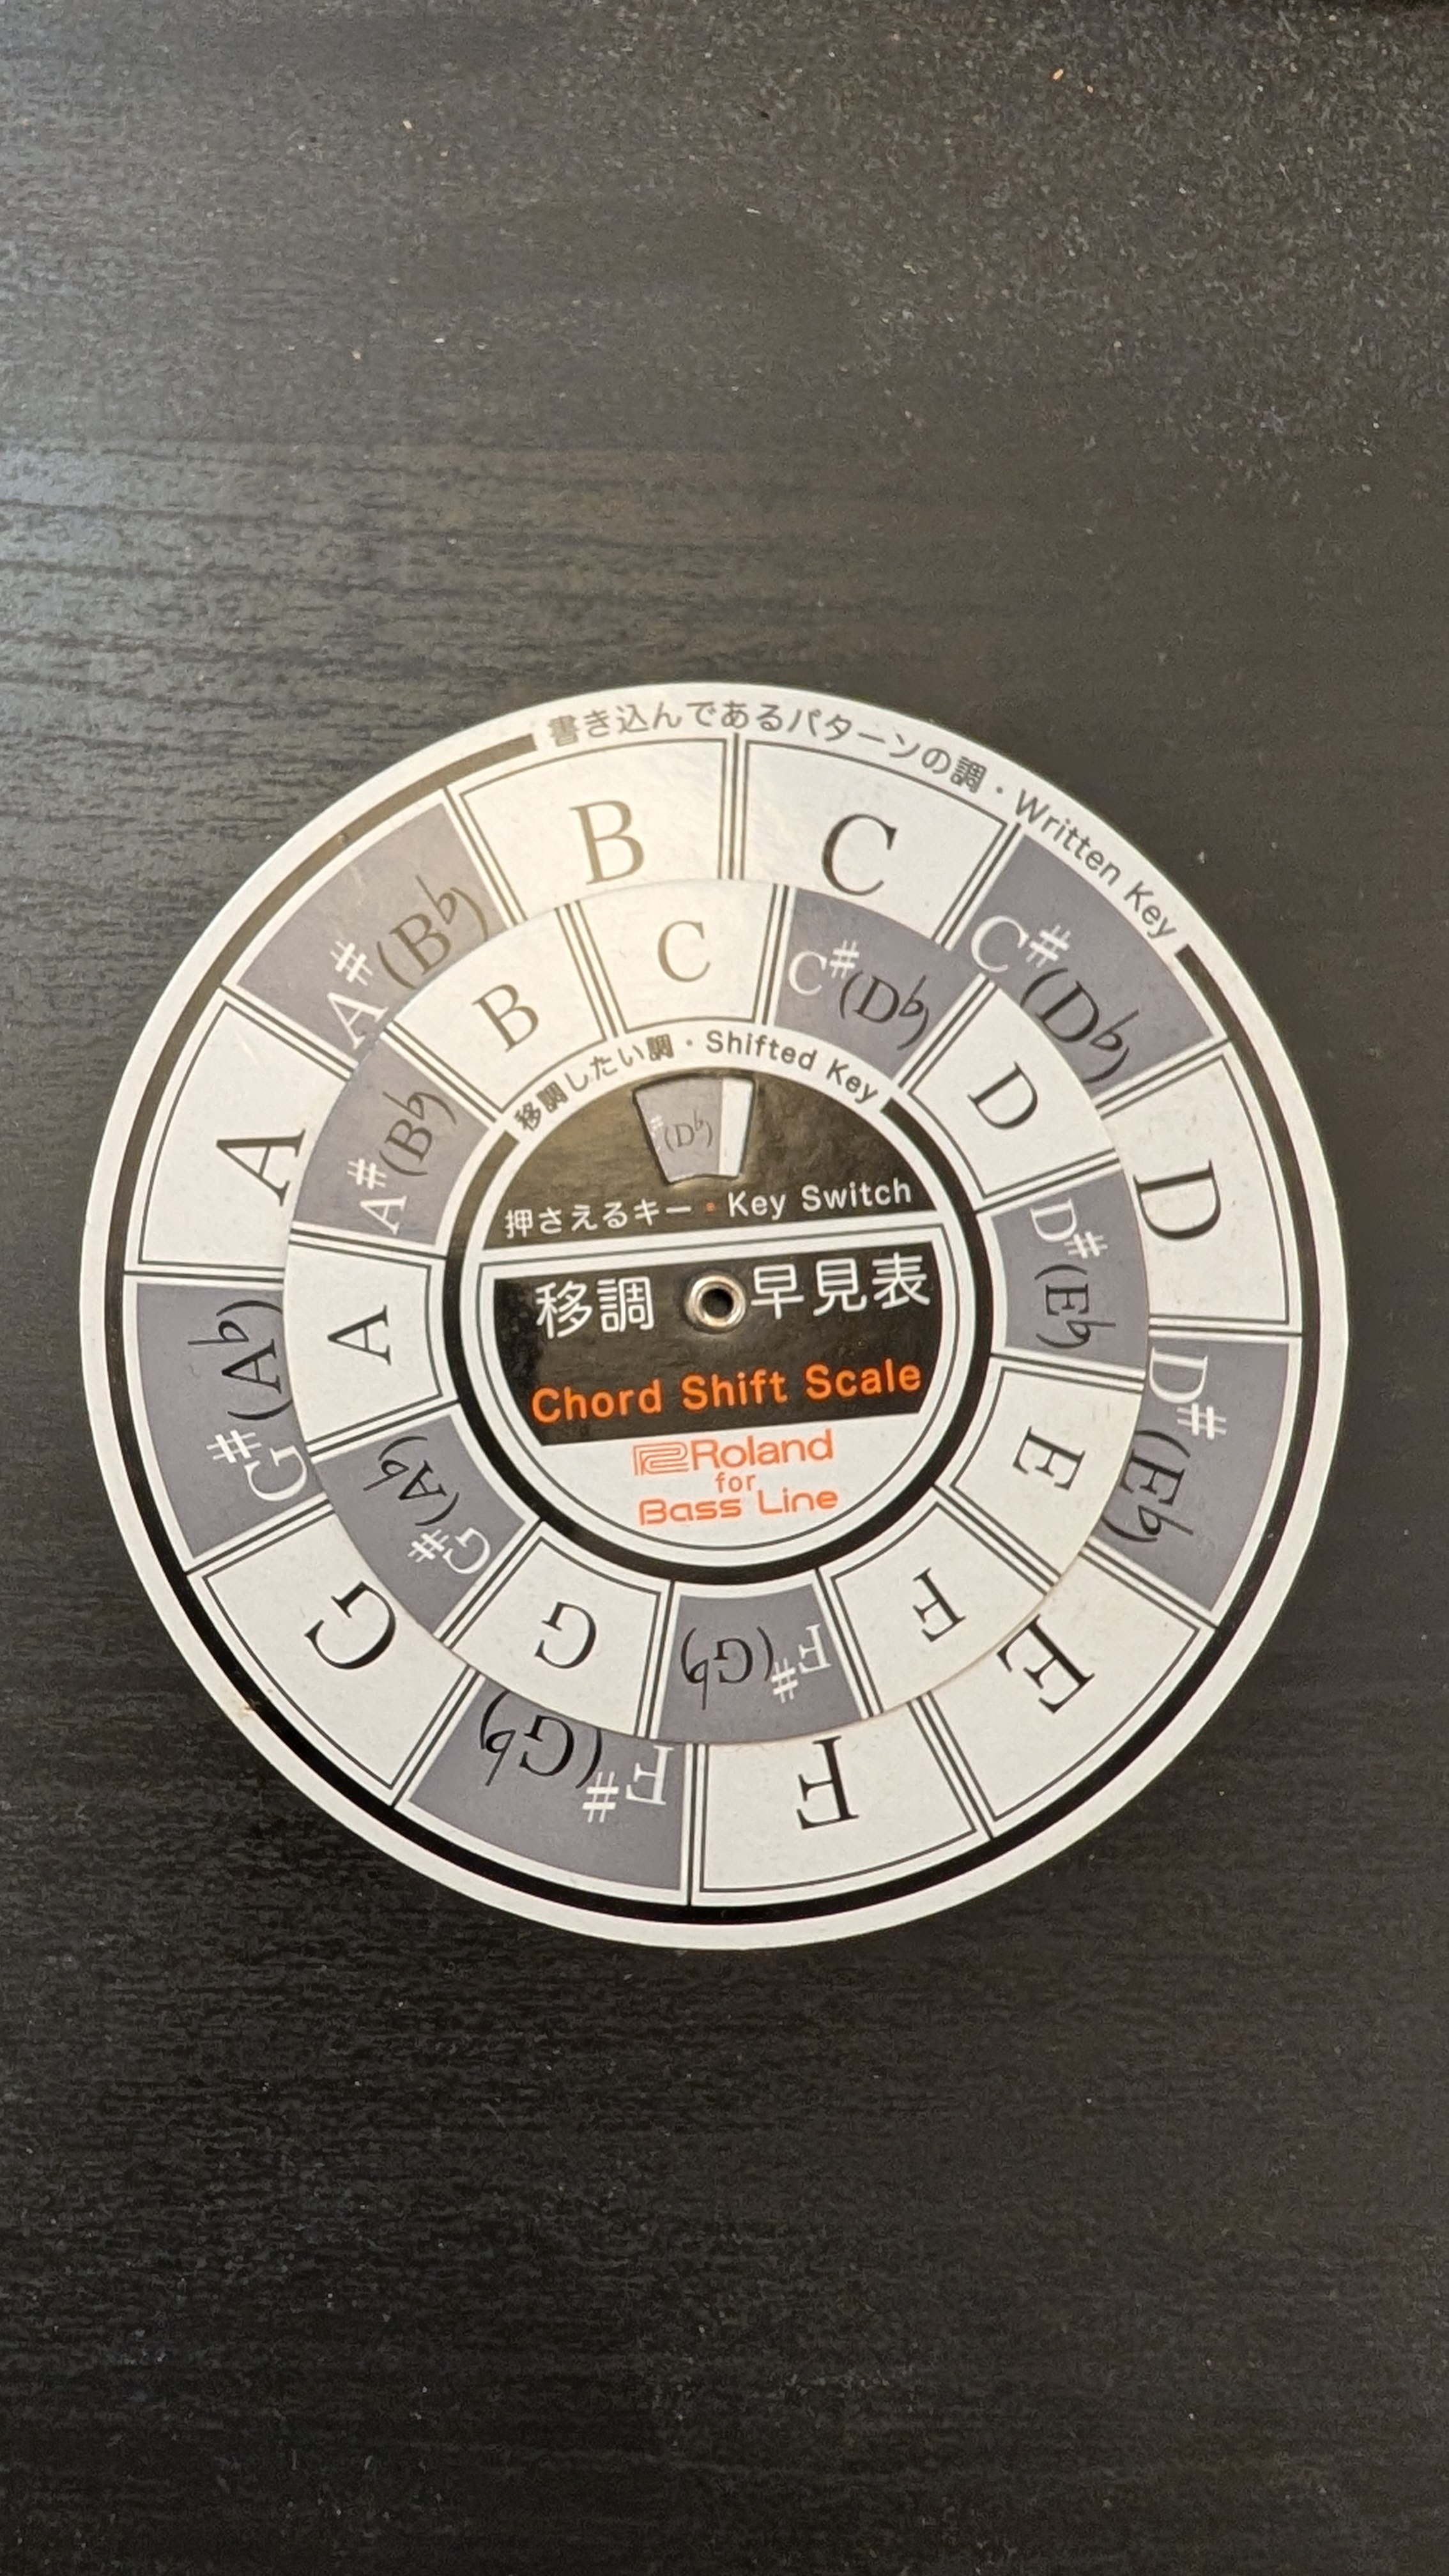 書き込んであるパターンの調・Written Key
C
C#(D♭)
D
D#(E♭)
E
F
F#(G♭)
G
G#(A♭)
A
A#(B♭)
B
C
C#(D♭)
D
D#(E♭)
E
F
F#(G♭)
G
G#(A♭)
A
A#(B♭)
B
移調したい調・Shifted Key
#(D♭)
押さえるキー・Key Switch
移調 早見表
Chord Shift Scale
Roland
for
Bass Line